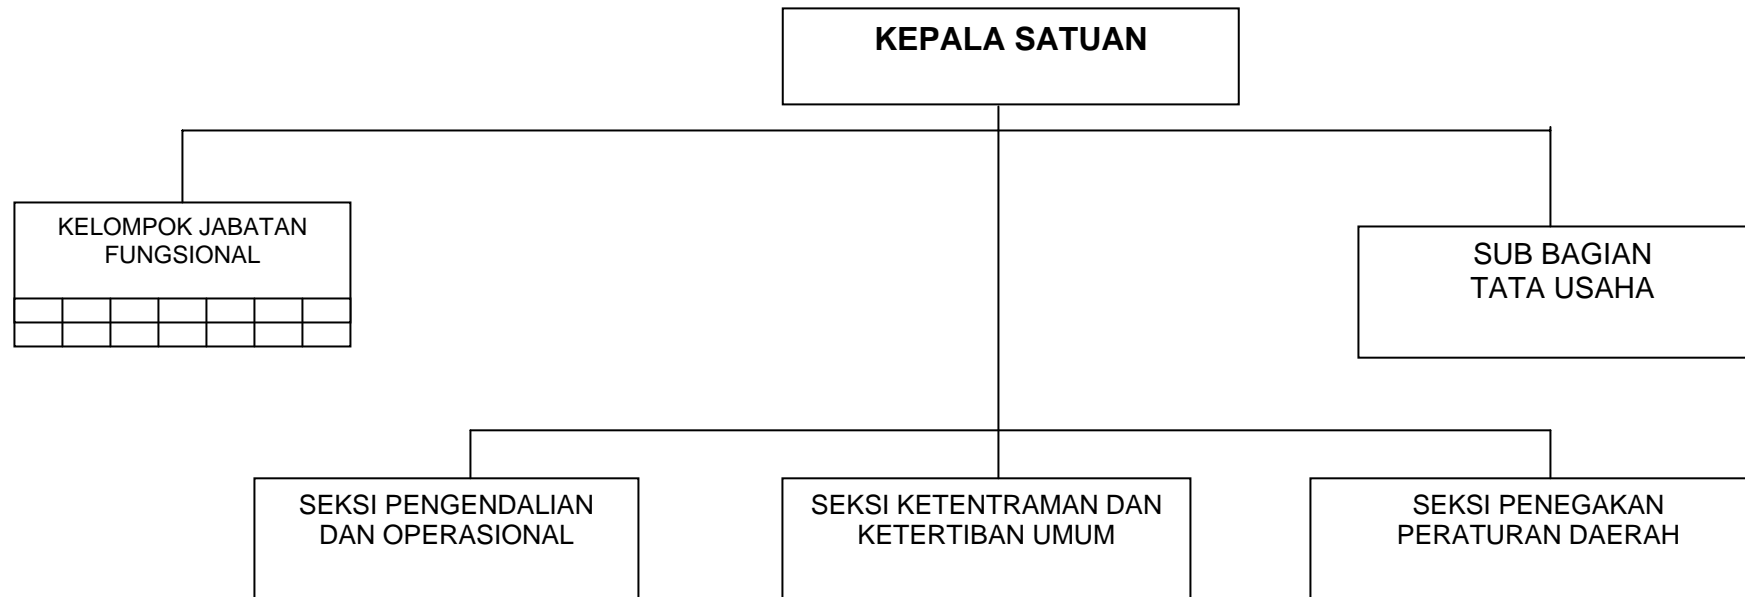 KEPALA SATUAN
KELOMPOK JABATAN
FUNGSIONAL
SUB BAGIAN
TATA USAHA
SEKSI PENGENDALIAN
DAN OPERASIONAL
SEKSI KETENTRAMAN DAN
KETERTIBAN UMUM
SEKSI PENEGAKAN
PERATURAN DAERAH